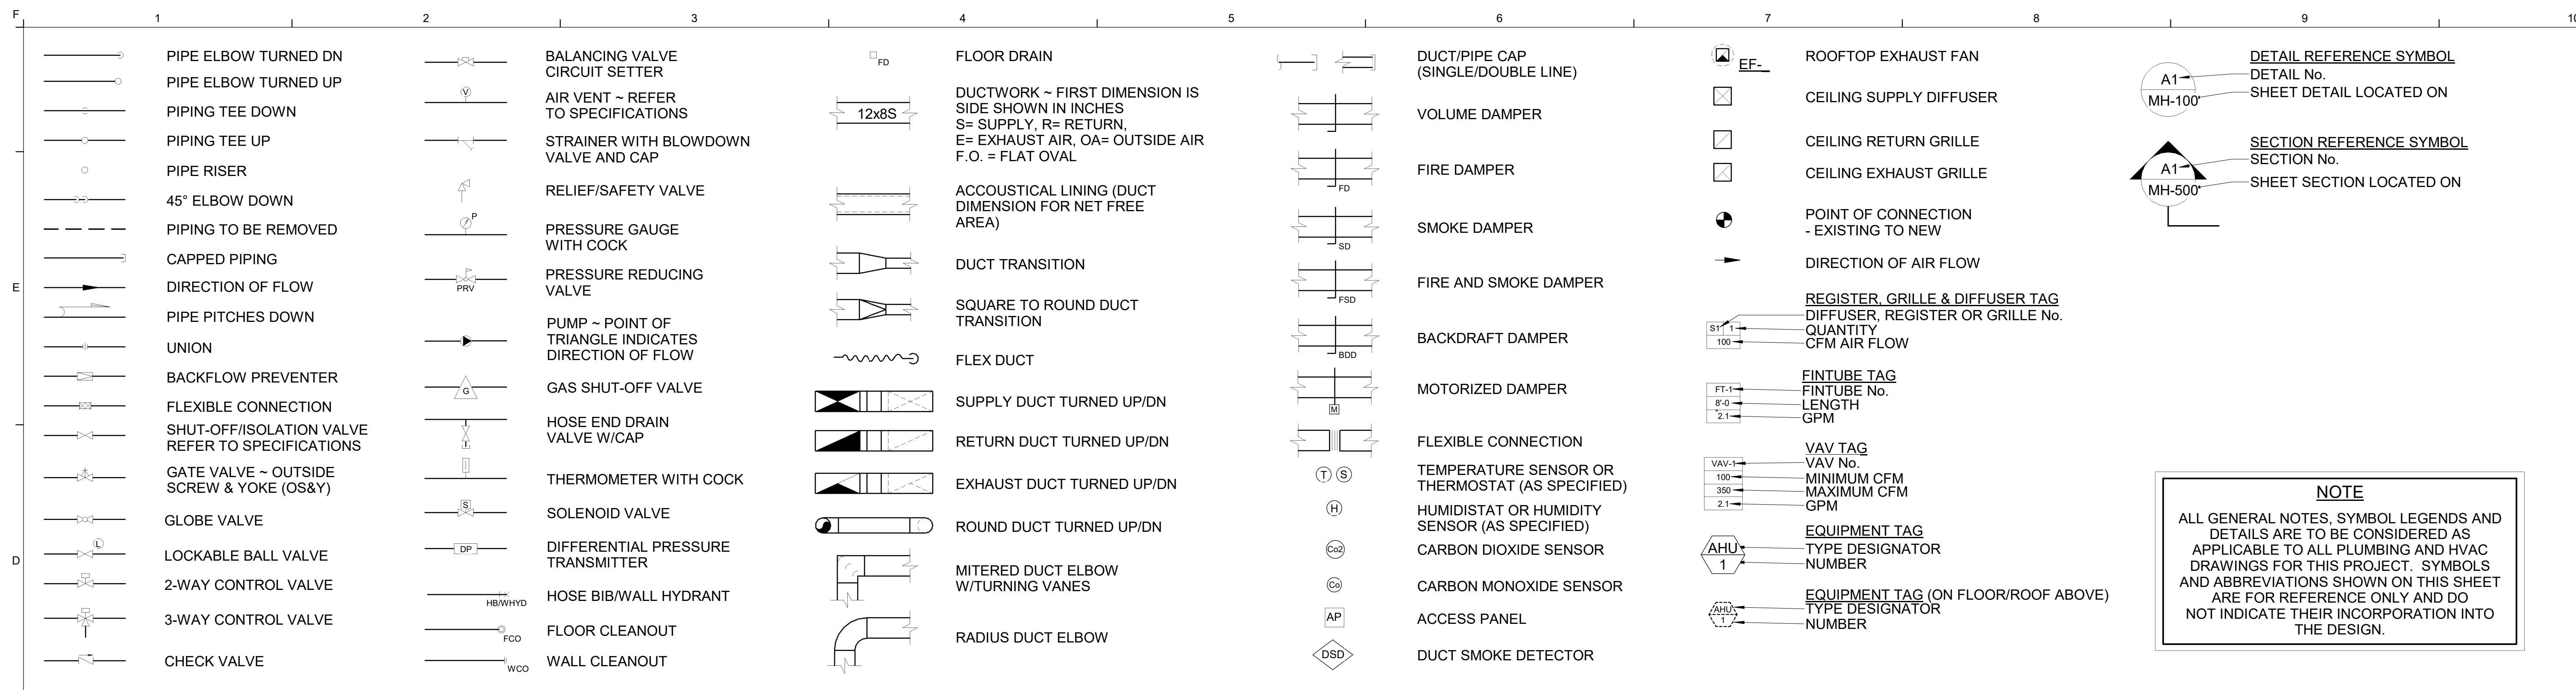 F
1
2
3
4
5
6
7
8
9
10
E
D
PIPE ELBOW TURNED DN
PIPE ELBOW TURNED UP
PIPING TEE DOWN
PIPING TEE UP
PIPE RISER
45° ELBOW DOWN
PIPING TO BE REMOVED
CAPPED PIPING
DIRECTION OF FLOW
PIPE PITCHES DOWN
UNION
BACKFLOW PREVENTER
FLEXIBLE CONNECTION
SHUT-OFF/ISOLATION VALVE
REFER TO SPECIFICATIONS
GATE VALVE ~ OUTSIDE
SCREW & YOKE (OS&Y)
GLOBE VALVE
L
LOCKABLE BALL VALVE
2-WAY CONTROL VALVE
3-WAY CONTROL VALVE
CHECK VALVE
BALANCING VALVE
CIRCUIT SETTER
V
AIR VENT ~ REFER
TO SPECIFICATIONS
STRAINER WITH BLOWDOWN
VALVE AND CAP
RELIEF/SAFETY VALVE
P
PRESSURE GAUGE
WITH COCK
PRV
PRESSURE REDUCING
VALVE
PUMP ~ POINT OF
TRIANGLE INDICATES
DIRECTION OF FLOW
G
GAS SHUT-OFF VALVE
HOSE END DRAIN
VALVE W/CAP
THERMOMETER WITH COCK
S
SOLENOID VALVE
DP
DIFFERENTIAL PRESSURE
TRANSMITTER
HB/WHYD
HOSE BIB/WALL HYDRANT
FCO
FLOOR CLEANOUT
WCO
WALL CLEANOUT
FD
FLOOR DRAIN
12x8S
DUCTWORK ~ FIRST DIMENSION IS
SIDE SHOWN IN INCHES
S= SUPPLY, R= RETURN,
E= EXHAUST AIR, OA= OUTSIDE AIR
F.O. = FLAT OVAL
ACCOUSTICAL LINING (DUCT
DIMENSION FOR NET FREE
AREA)
DUCT TRANSITION
SQUARE TO ROUND DUCT
TRANSITION
FLEX DUCT
SUPPLY DUCT TURNED UP/DN
RETURN DUCT TURNED UP/DN
EXHAUST DUCT TURNED UP/DN
ROUND DUCT TURNED UP/DN
MITERED DUCT ELBOW
W/TURNING VANES
RADIUS DUCT ELBOW
DUCT/PIPE CAP
(SINGLE/DOUBLE LINE)
VOLUME DAMPER
FD
FIRE DAMPER
SD
SMOKE DAMPER
FSD
FIRE AND SMOKE DAMPER
BDD
BACKDRAFT DAMPER
M
MOTORIZED DAMPER
FLEXIBLE CONNECTION
T S
TEMPERATURE SENSOR OR
THERMOSTAT (AS SPECIFIED)
H
HUMIDISTAT OR HUMIDITY
SENSOR (AS SPECIFIED)
Co2
CARBON DIOXIDE SENSOR
Co
CARBON MONOXIDE SENSOR
AP
ACCESS PANEL
DSD
DUCT SMOKE DETECTOR
EF-_
ROOFTOP EXHAUST FAN
CEILING SUPPLY DIFFUSER
CEILING RETURN GRILLE
CEILING EXHAUST GRILLE
POINT OF CONNECTION
- EXISTING TO NEW
DIRECTION OF AIR FLOW
REGISTER, GRILLE & DIFFUSER TAG
DIFFUSER, REGISTER OR GRILLE No.
S1 1 QUANTITY
100 CFM AIR FLOW
FINTUBE TAG
FT-1 FINTUBE No.
8'-0 LENGTH
2.1 GPM
VAV TAG
VAV-1 VAV No.
100 MINIMUM CFM
350 MAXIMUM CFM
2.1 GPM
EQUIPMENT TAG
AHU TYPE DESIGNATOR
1 NUMBER
EQUIPMENT TAG (ON FLOOR/ROOF ABOVE)
AHU TYPE DESIGNATOR
1 NUMBER
DETAIL REFERENCE SYMBOL
A1 DETAIL No.
MH-100 SHEET DETAIL LOCATED ON
SECTION REFERENCE SYMBOL
A1 SECTION No.
MH-500 SHEET SECTION LOCATED ON
NOTE
ALL GENERAL NOTES, SYMBOL LEGENDS AND
DETAILS ARE TO BE CONSIDERED AS
APPLICABLE TO ALL PLUMBING AND HVAC
DRAWINGS FOR THIS PROJECT. SYMBOLS
AND ABBREVIATIONS SHOWN ON THIS SHEET
ARE FOR REFERENCE ONLY AND DO
NOT INDICATE THEIR INCORPORATION INTO
THE DESIGN.